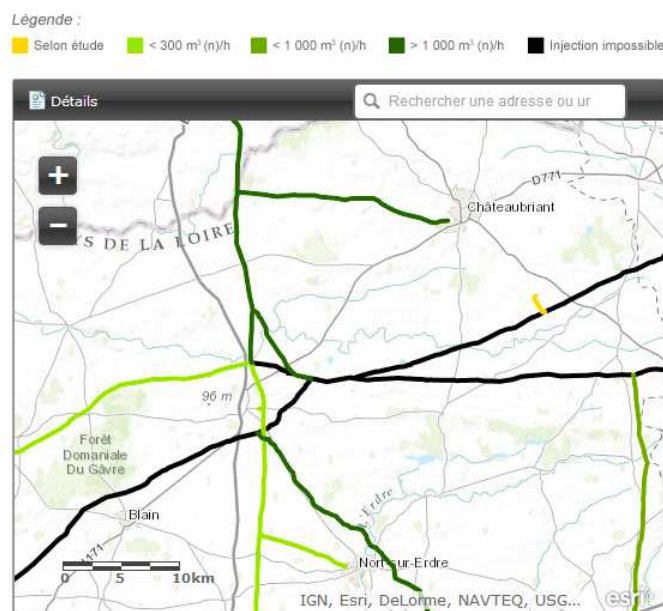 Légende :
Selon étude
< 300 m³ (n)/h
< 1 000 m³ (n)/h
> 1 000 m³ (n)/h
Injection impossible
Détails
Rechercher une adresse ou ur
+
−
D771
Châteaubriant
S DE LA LOIRE
96 m
Forêt
Domaniale
Du Gâvre
Blain
L'Erdre
Nort-sur-Erdre
0 5 10km
IGN, Esri, DeLorme, NAVTEQ, USG...
esri